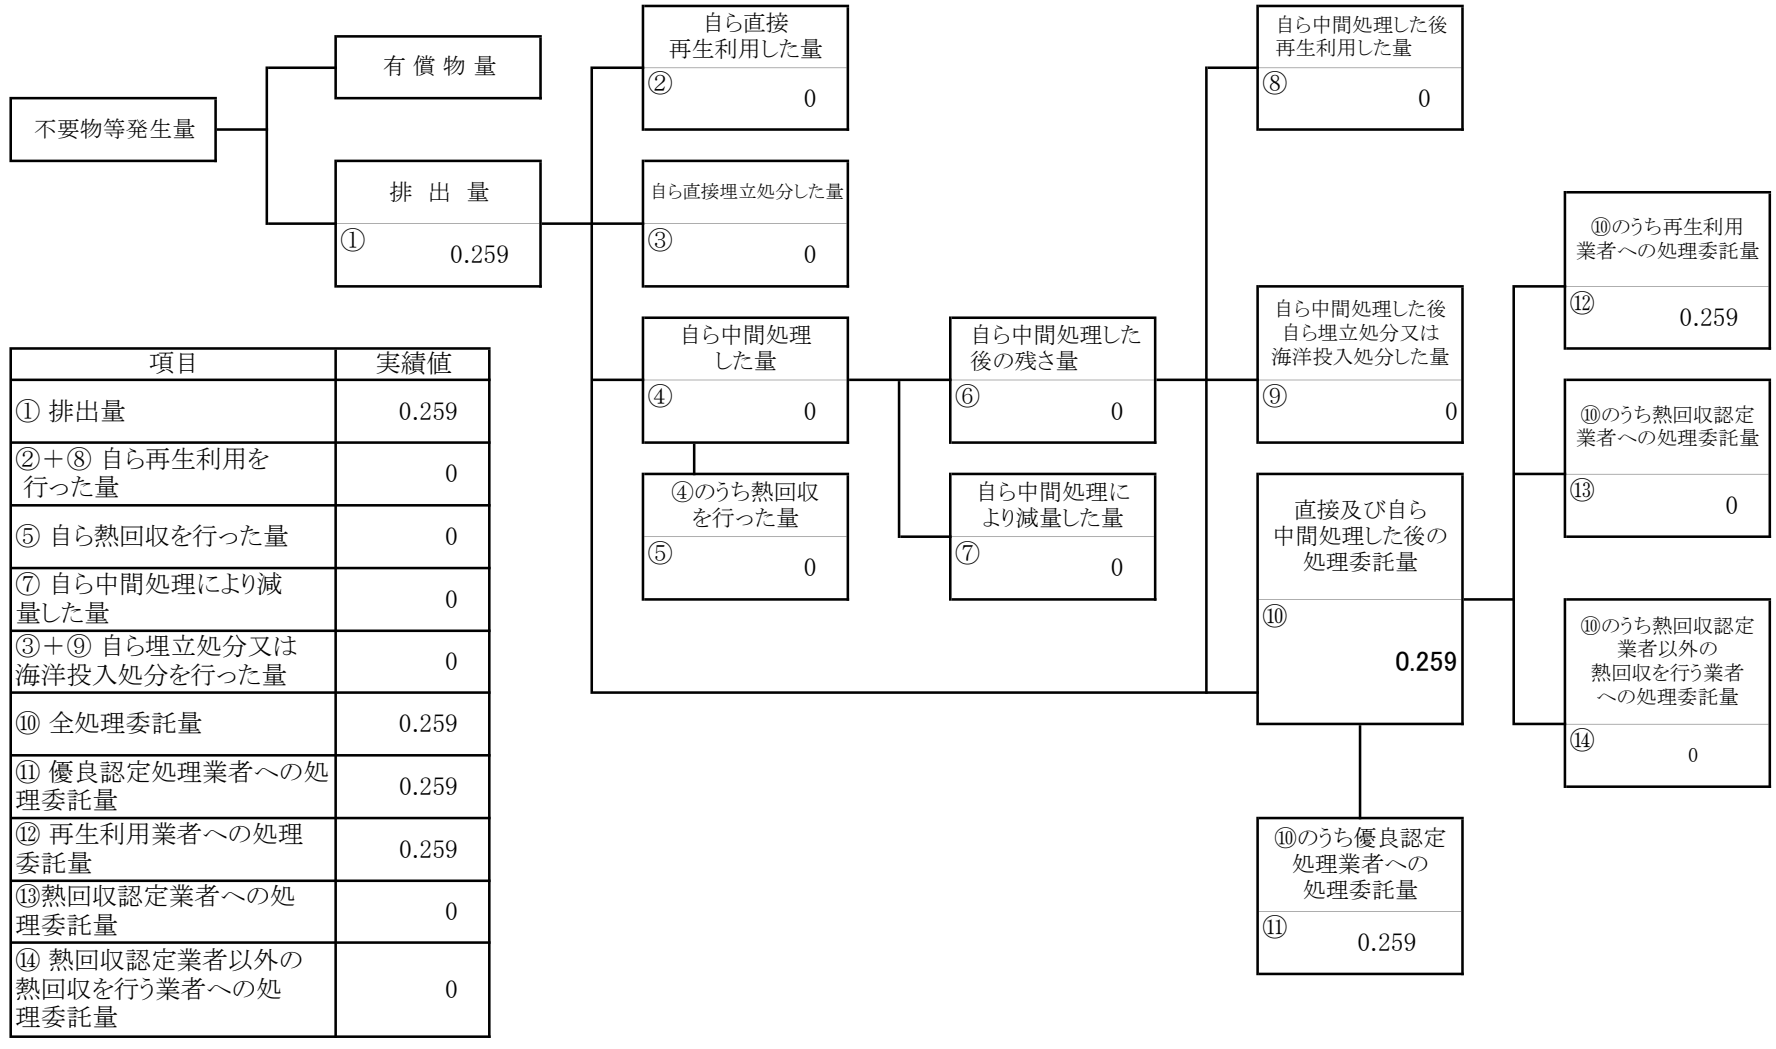 不要物等発生量
有 償 物 量
排 出 量
①
0.259
自ら直接
再生利用した量
②
0
自ら直接埋立処分した量
③
0
自ら中間処理
した量
④
0
④のうち熱回収
を行った量
⑤
0
自ら中間処理した
後の残さ量
⑥
0
自ら中間処理に
より減量した量
⑦
0
自ら中間処理した後
再生利用した量
⑧
0
自ら中間処理した後
自ら埋立処分又は
海洋投入処分した量
⑨
0
直接及び自ら
中間処理した後の
処理委託量
⑩
0.259
⑩のうち優良認定
処理業者への
処理委託量
⑪
0.259
⑩のうち再生利用
業者への処理委託量
⑫
0.259
⑩のうち熱回収認定
業者への処理委託量
⑬
0
⑩のうち熱回収認定
業者以外の
熱回収を行う業者
への処理委託量
⑭
0
項目 実績値
① 排出量 0.259
②＋⑧ 自ら再生利用を
行った量 0
⑤ 自ら熱回収を行った量 0
⑦ 自ら中間処理により減
量した量 0
③＋⑨ 自ら埋立処分又は
海洋投入処分を行った量 0
⑩ 全処理委託量 0.259
⑪ 優良認定処理業者への処
理委託量 0.259
⑫ 再生利用業者への処理
委託量 0.259
⑬熱回収認定業者への処
理委託量 0
⑭ 熱回収認定業者以外の
熱回収を行う業者への処
理委託量 0